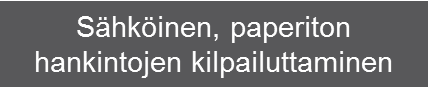 Sähköinen, paperiton
hankintojen kilpailuttaminen